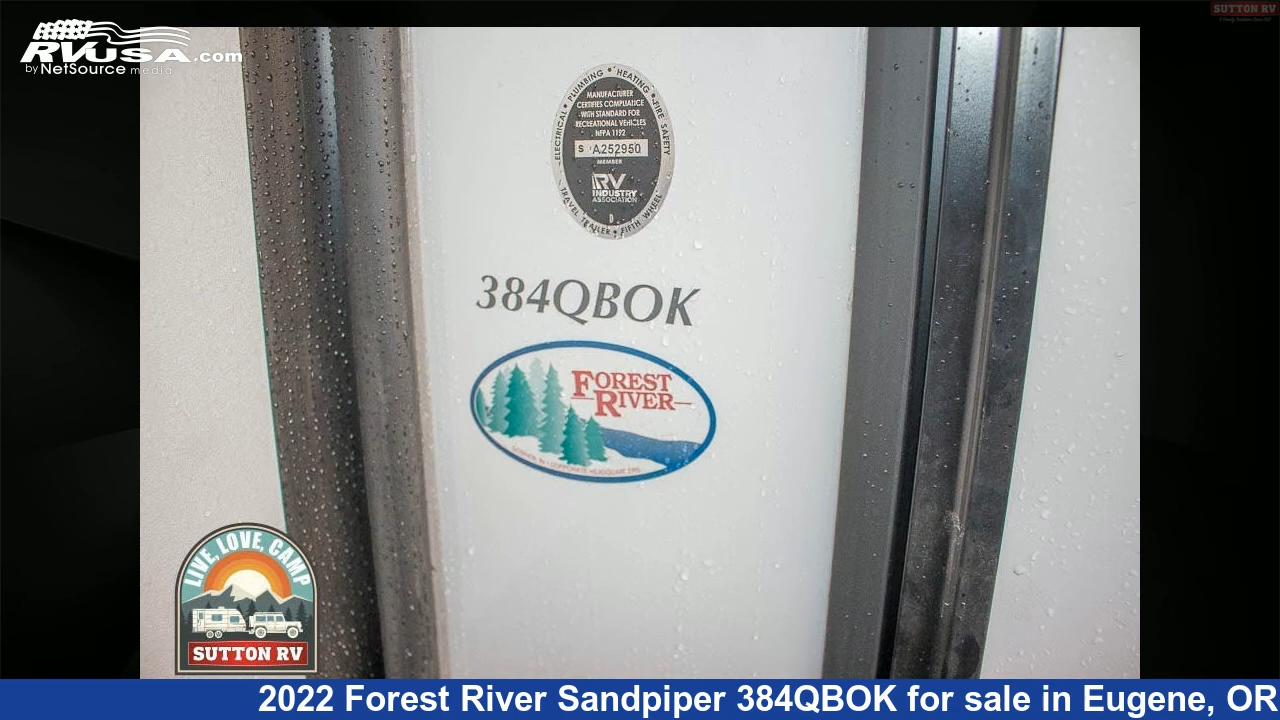 SUTTON RV
RVUSA.com
by NetSource media
ELECTRICAL • PLUMBING • HEATING • FIRE SAFETY
MANUFACTURER
CERTIFIES COMPLIANCE
WITH STANDARD FOR
RECREATIONAL VEHICLES
NFPA 1192
S A252950
MEMBER
RV
INDUSTRY
ASSOCIATION
D
TRAVEL TRAILER • FIFTH WHEEL
384QBOK
FOREST
RIVER
CORPORATE HEADQUARTERS
LIVE, LOVE, CAMP
SUTTON RV
2022 Forest River Sandpiper 384QBOK for sale in Eugene, OR